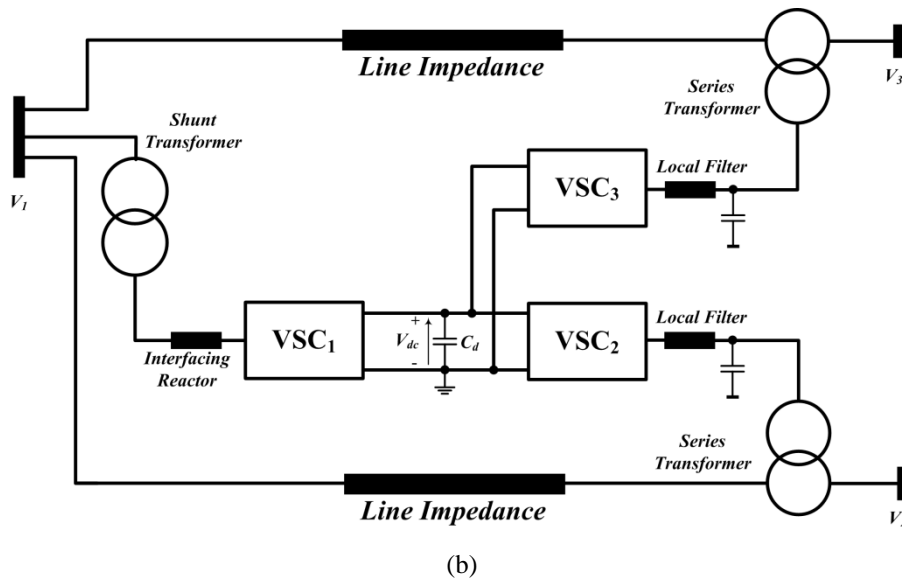 Line Impedance
V3
Series
Transformer
Shunt
Transformer
Local Filter
VSC3
V1
Local Filter
+
VSC1
Vdc
Cd
VSC2
-
Interfacing
Reactor
Series
Transformer
Line Impedance
(b)